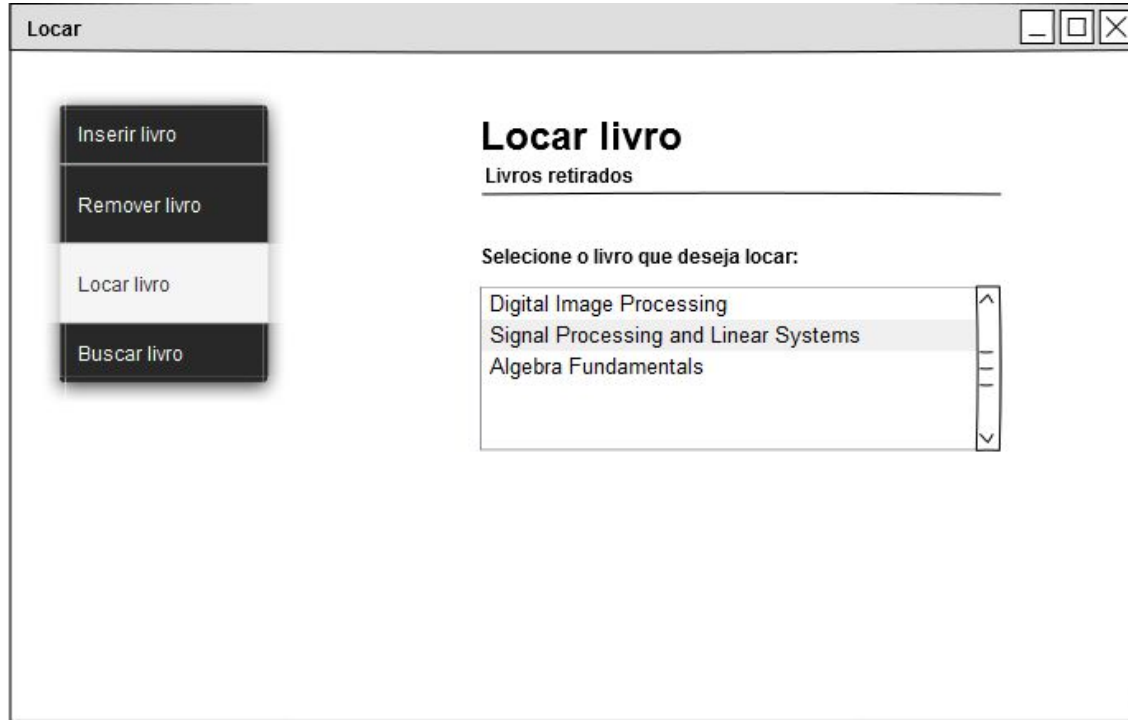 Locar
Inserir livro
Remover livro
Locar livro
Buscar livro
Locar livro
Livros retirados
Selecione o livro que deseja locar:
Digital Image Processing
Signal Processing and Linear Systems
Algebra Fundamentals